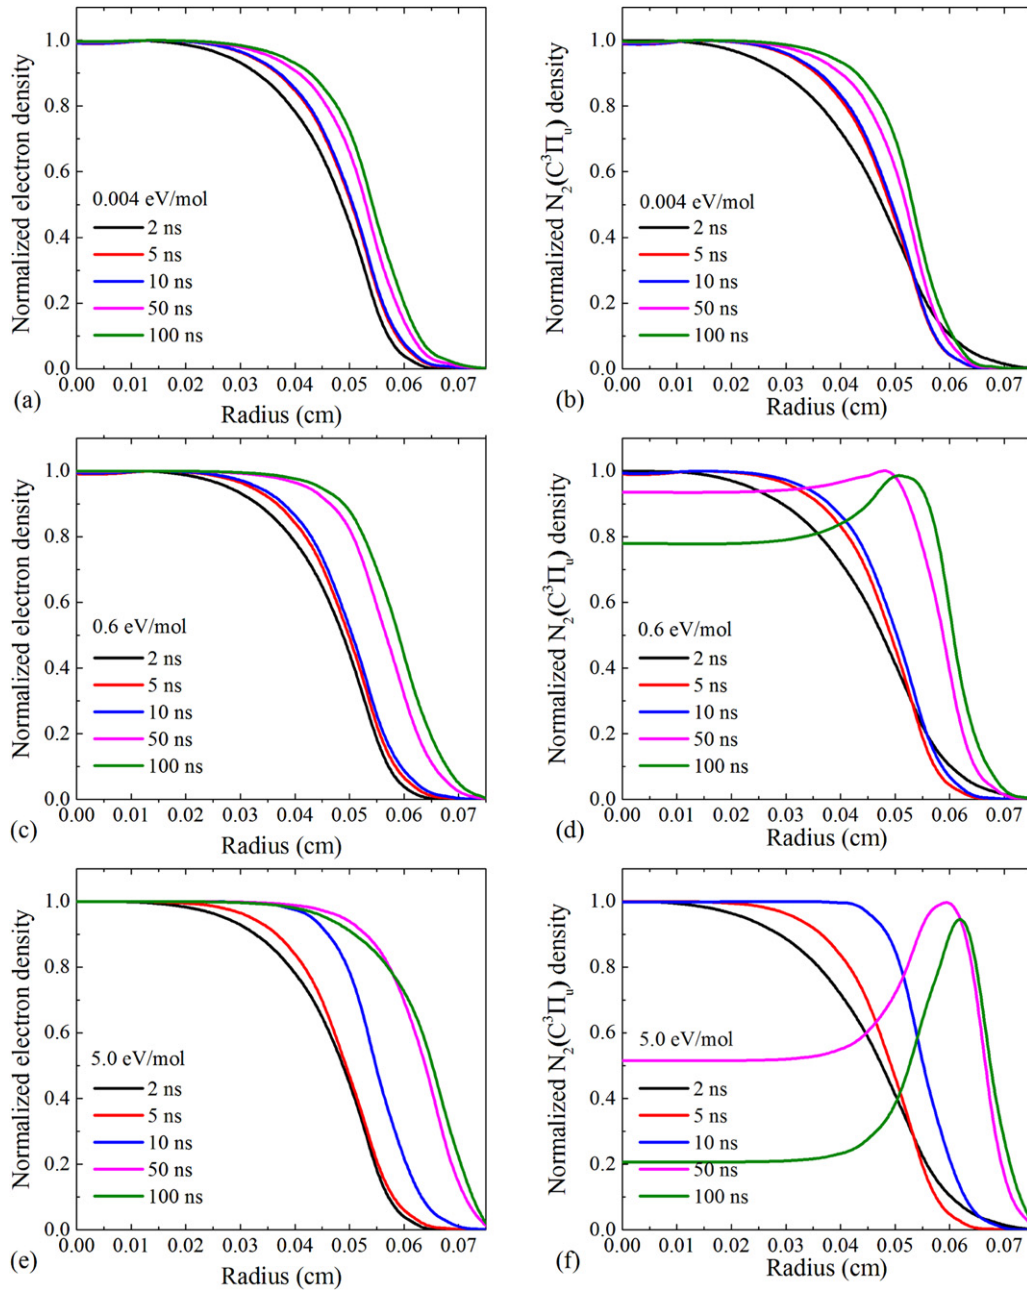 1.0
0.8
0.6
0.4
0.2
0.0
Normalized electron density
0.004 eV/mol
2 ns
5 ns
10 ns
50 ns
100 ns
0.00 0.01 0.02 0.03 0.04 0.05 0.06 0.07
(a)
Radius (cm)
1.0
0.8
0.6
0.4
0.2
0.0
Normalized N₂(C³Πᵤ) density
0.004 eV/mol
2 ns
5 ns
10 ns
50 ns
100 ns
0.00 0.01 0.02 0.03 0.04 0.05 0.06 0.07
(b)
Radius (cm)
1.0
0.8
0.6
0.4
0.2
0.0
Normalized electron density
0.6 eV/mol
2 ns
5 ns
10 ns
50 ns
100 ns
0.00 0.01 0.02 0.03 0.04 0.05 0.06 0.07
(c)
Radius (cm)
1.0
0.8
0.6
0.4
0.2
0.0
Normalized N₂(C³Πᵤ) density
0.6 eV/mol
2 ns
5 ns
10 ns
50 ns
100 ns
0.00 0.01 0.02 0.03 0.04 0.05 0.06 0.07
(d)
Radius (cm)
1.0
0.8
0.6
0.4
0.2
0.0
Normalized electron density
5.0 eV/mol
2 ns
5 ns
10 ns
50 ns
100 ns
0.00 0.01 0.02 0.03 0.04 0.05 0.06 0.07
(e)
Radius (cm)
1.0
0.8
0.6
0.4
0.2
0.0
Normalized N₂(C³Πᵤ) density
5.0 eV/mol
2 ns
5 ns
10 ns
50 ns
100 ns
0.00 0.01 0.02 0.03 0.04 0.05 0.06 0.07
(f)
Radius (cm)